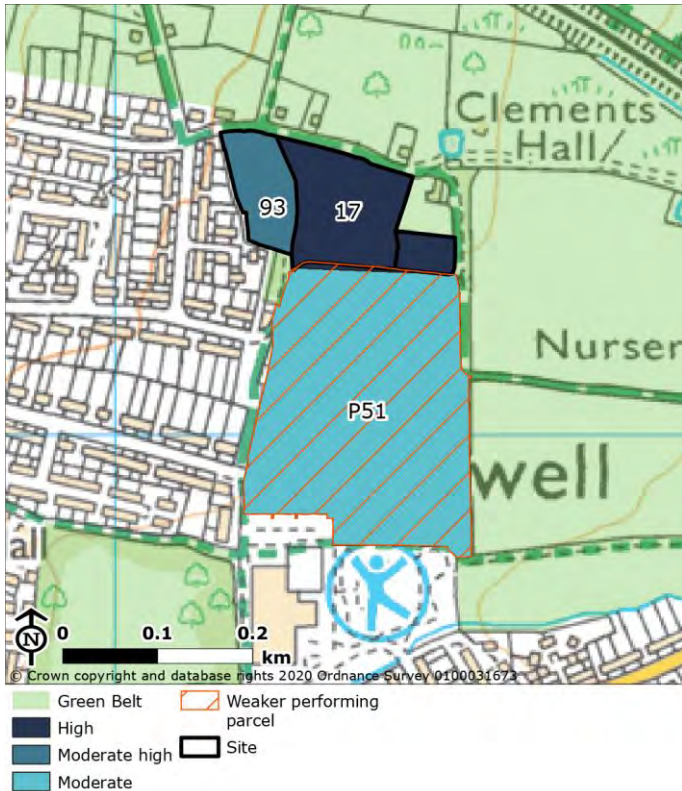 Clements
Hall
93
17
Nurser
P51
well
all
N
0 0.1 0.2
km
© Crown copyright and database rights 2020 Ordnance Survey 0100031673
Green Belt
High
Moderate high
Moderate
Weaker performing
parcel
Site